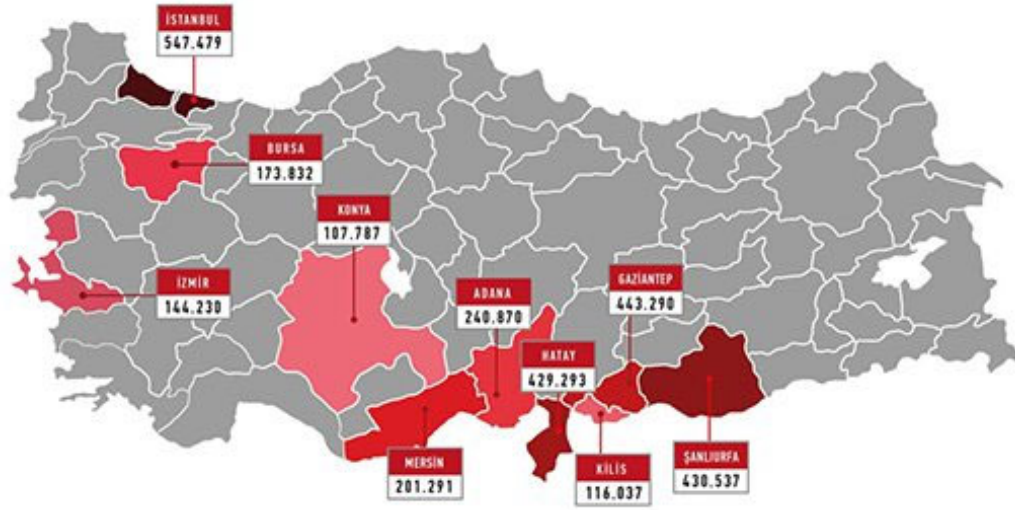 İSTANBUL
547.479
BURSA
173.832
KONYA
107.787
İZMİR
144.230
ADANA
240.870
GAZİANTEP
443.290
HATAY
429.293
MERSİN
201.291
KİLİS
116.037
ŞANLIURFA
430.537